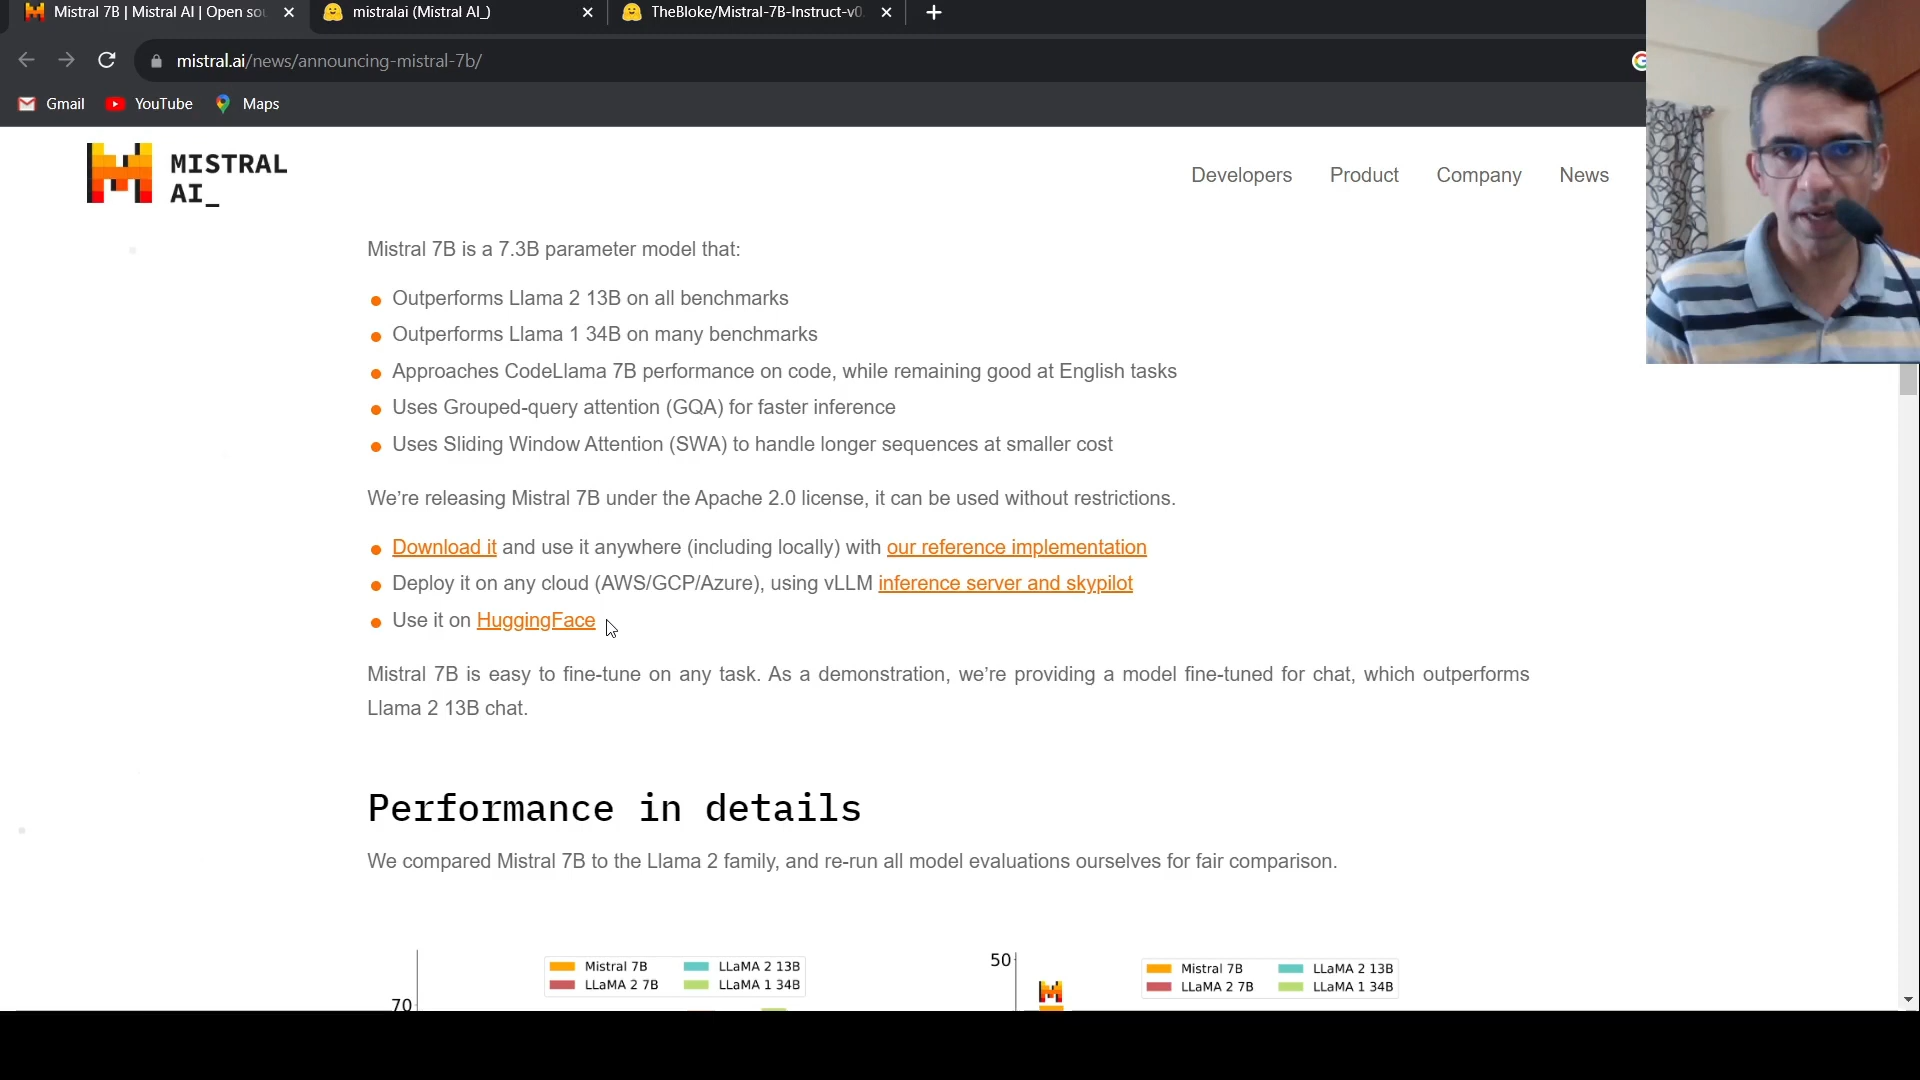 Mistral 7B | Mistral AI | Open sou
mistralai (Mistral AI_)
TheBloke/Mistral-7B-Instruct-v0.
mistral.ai/news/announcing-mistral-7b/
Gmail
YouTube
Maps
MISTRAL
AI_
Developers
Product
Company
News
Mistral 7B is a 7.3B parameter model that:
Outperforms Llama 2 13B on all benchmarks
Outperforms Llama 1 34B on many benchmarks
Approaches CodeLlama 7B performance on code, while remaining good at English tasks
Uses Grouped-query attention (GQA) for faster inference
Uses Sliding Window Attention (SWA) to handle longer sequences at smaller cost
We’re releasing Mistral 7B under the Apache 2.0 license, it can be used without restrictions.
Download it and use it anywhere (including locally) with our reference implementation
Deploy it on any cloud (AWS/GCP/Azure), using vLLM inference server and skypilot
Use it on HuggingFace
Mistral 7B is easy to fine-tune on any task. As a demonstration, we’re providing a model fine-tuned for chat, which outperforms
Llama 2 13B chat.
Performance in details
We compared Mistral 7B to the Llama 2 family, and re-run all model evaluations ourselves for fair comparison.
Mistral 7B
LLaMA 2 13B
LLaMA 2 7B
LLaMA 1 34B
70
50
Mistral 7B
LLaMA 2 13B
LLaMA 2 7B
LLaMA 1 34B